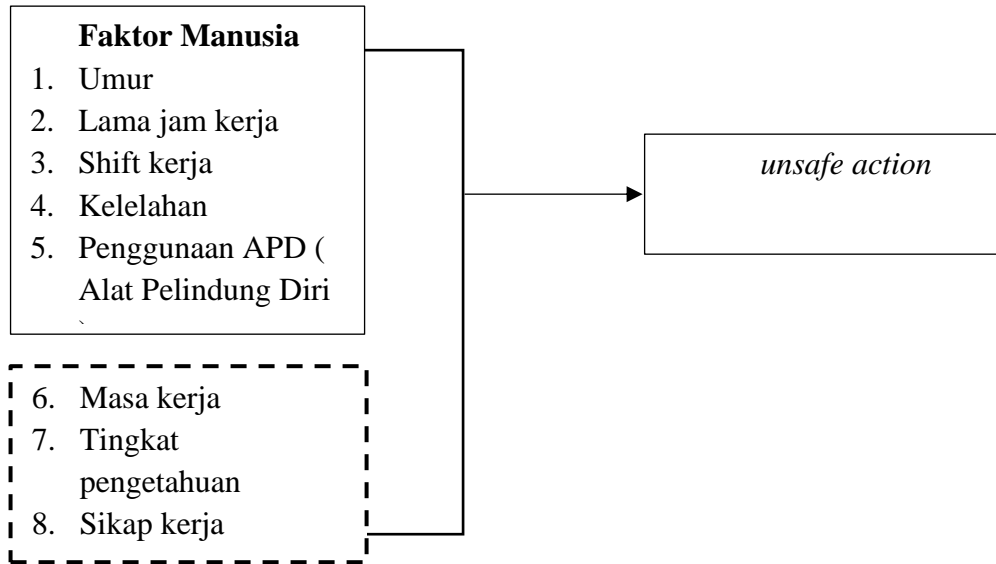 Faktor Manusia
1. Umur
2. Lama jam kerja
3. Shift kerja
4. Kelelahan
5. Penggunaan APD (
Alat Pelindung Diri
6. Masa kerja
7. Tingkat
pengetahuan
8. Sikap kerja
unsafe action